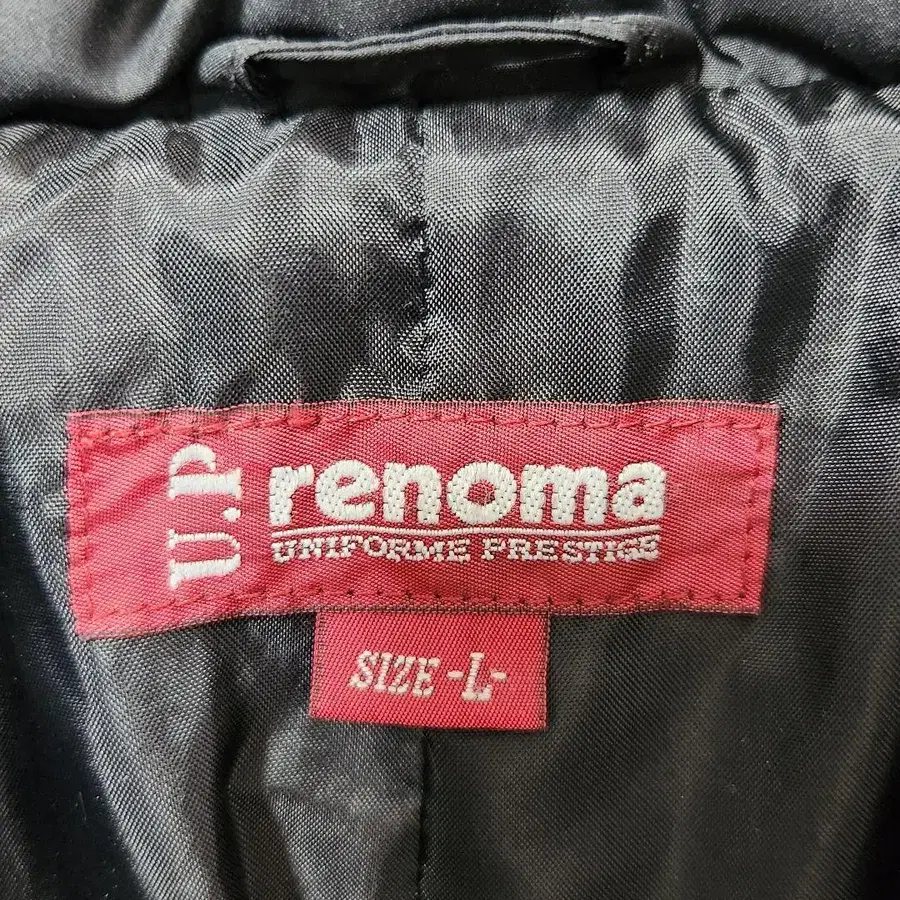 U.P
renoma
UNIFORME PRESTIGE
SIZE -L-